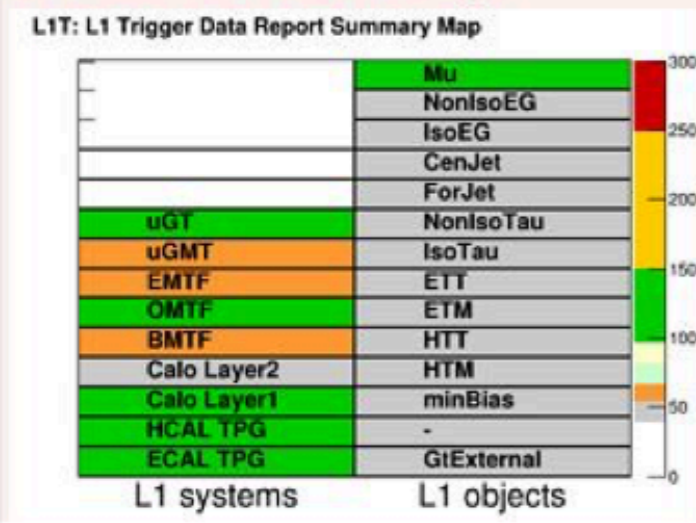 L1T: L1 Trigger Data Report Summary Map
Mu
NonIsoEG
IsoEG
CenJet
ForJet
uGT NonIsoTau
uGMT IsoTau
EMTF ETT
OMTF ETM
BMTF HTT
Calo Layer2 HTM
Calo Layer1 minBias
HCAL TPG -
ECAL TPG GtExternal
L1 systems L1 objects
300
250
200
150
100
50
0